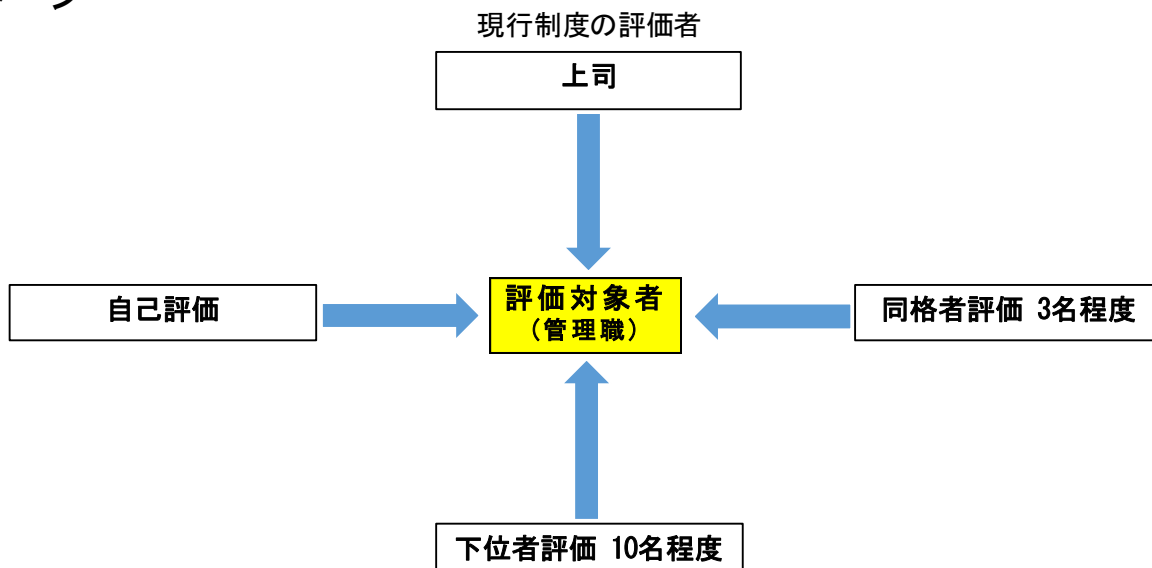 現行制度の評価者
上司
自己評価
評価対象者
（管理職）
同格者評価 3名程度
下位者評価 10名程度